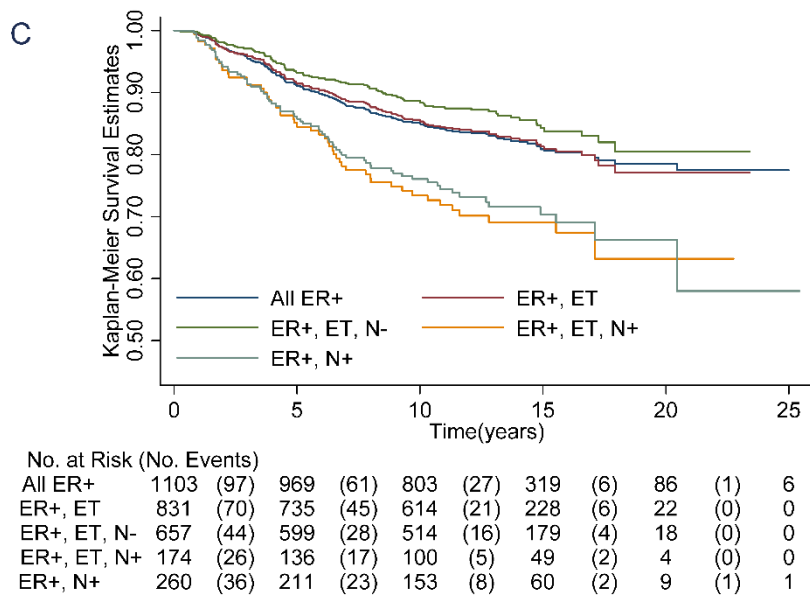 C
Kaplan-Meier Survival Estimates
1.00
0.90
0.80
0.70
0.60
0.50
All ER+ ER+, ET
ER+, ET, N- ER+, ET, N+
ER+, N+
0 5 10 15 20 25
Time(years)
No. at Risk (No. Events)
All ER+ 1103 (97) 969 (61) 803 (27) 319 (6) 86 (1) 6
ER+, ET 831 (70) 735 (45) 614 (21) 228 (6) 22 (0) 0
ER+, ET, N- 657 (44) 599 (28) 514 (16) 179 (4) 18 (0) 0
ER+, ET, N+ 174 (26) 136 (17) 100 (5) 49 (2) 4 (0) 0
ER+, N+ 260 (36) 211 (23) 153 (8) 60 (2) 9 (1) 1